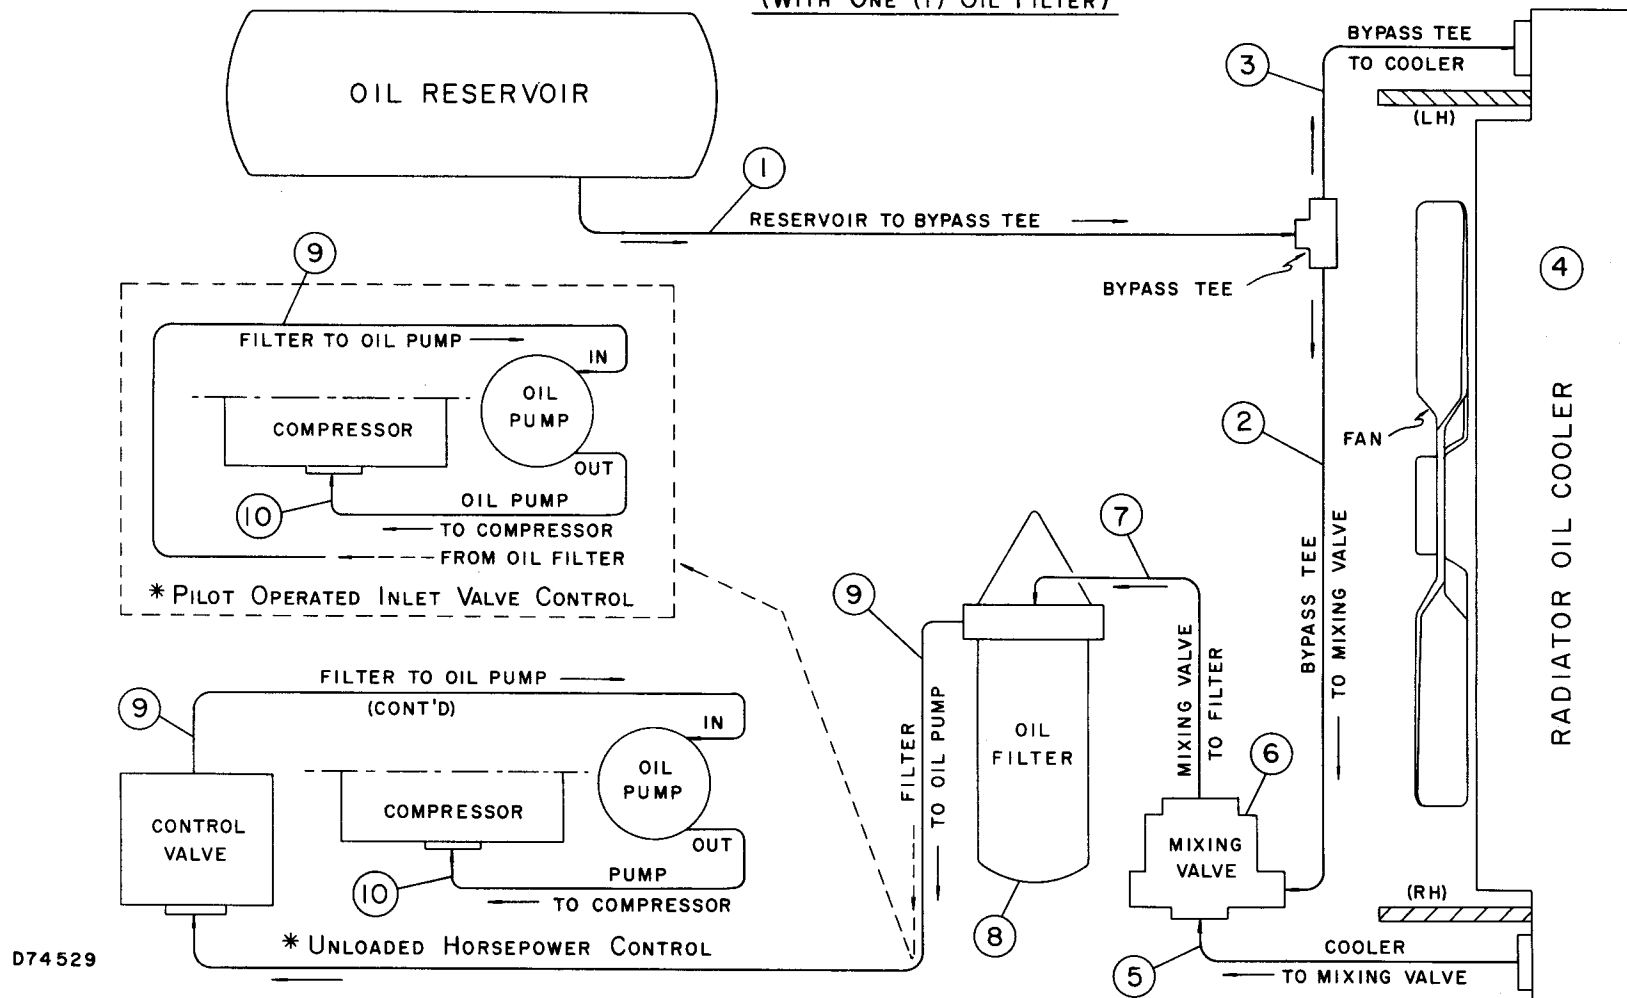 (WITH ONE (1) OIL FILTER)
OIL RESERVOIR
BYPASS TEE
TO COOLER
3
(LH)
1
RESERVOIR TO BYPASS TEE
BYPASS TEE
4
RADIATOR OIL COOLER
FAN
9
FILTER TO OIL PUMP
IN
OIL
PUMP
COMPRESSOR
OUT
10
OIL PUMP
TO COMPRESSOR
FROM OIL FILTER
* PILOT OPERATED INLET VALVE CONTROL
2
BYPASS TEE
TO MIXING VALVE
7
MIXING VALVE
TO FILTER
9
FILTER
TO OIL PUMP
OIL
FILTER
8
6
MIXING
VALVE
(RH)
5
COOLER
TO MIXING VALVE
FILTER TO OIL PUMP
(CONT'D)
9
IN
OIL
PUMP
COMPRESSOR
OUT
CONTROL
VALVE
10
PUMP
TO COMPRESSOR
* UNLOADED HORSEPOWER CONTROL
D74529